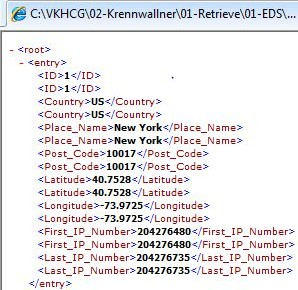 C:\VKHCG\02-Krennwallner\01-Retrieve\01-EDS\...
- <root>
- <entry>
<ID>1</ID>
<ID>1</ID>
<Country>US</Country>
<Country>US</Country>
<Place_Name>New York</Place_Name>
<Place_Name>New York</Place_Name>
<Post_Code>10017</Post_Code>
<Post_Code>10017</Post_Code>
<Latitude>40.7528</Latitude>
<Latitude>40.7528</Latitude>
<Longitude>-73.9725</Longitude>
<Longitude>-73.9725</Longitude>
<First_IP_Number>204276480</First_IP_Number>
<First_IP_Number>204276480</First_IP_Number>
<Last_IP_Number>204276735</Last_IP_Number>
<Last_IP_Number>204276735</Last_IP_Number>
</entry>